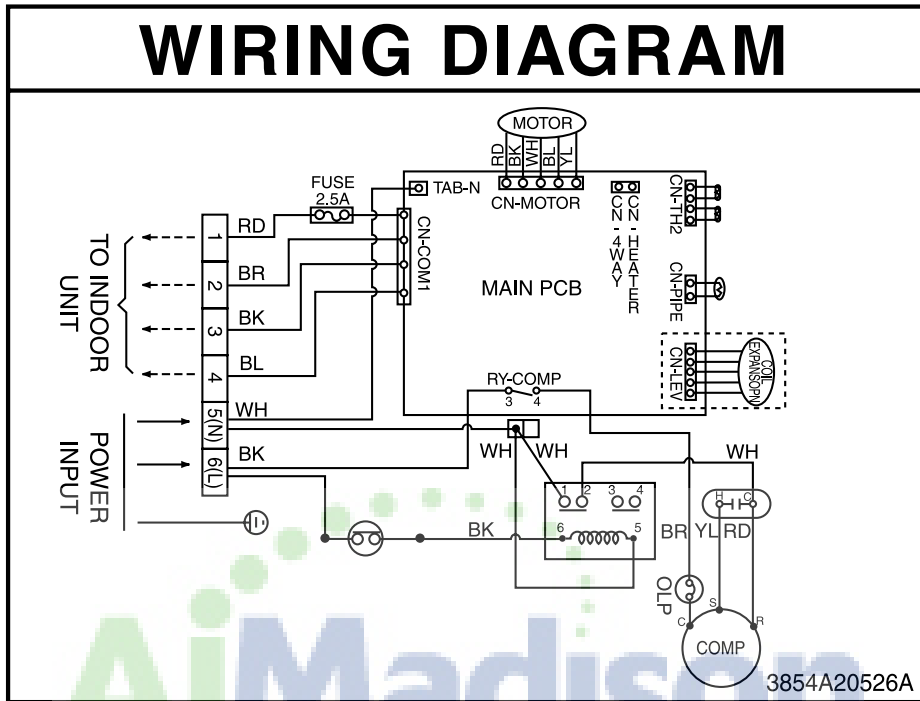 WIRING DIAGRAM
MOTOR
RD BK WH BL YL
FUSE
2.5A
TAB-N
CN-MOTOR
CN-4WAY
CN-HEATER
CN-TH2
CN-COM1
MAIN PCB
CN-PIPE
CN-LEV
COIL
EXPANSOPN
TO INDOOR
UNIT
1 RD
2 BR
3 BK
4 BL
5(N) WH
6(L) BK
POWER
INPUT
RY-COMP
3 4
WH WH
WH
1 2 3 4
6 5
BK
BR YL RD
H C
OLP
C S R
COMP
AiMadison
3854A20526A